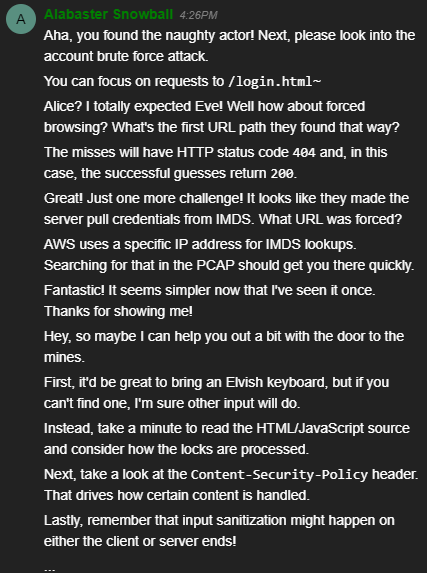 A
Alabaster Snowball 4:26PM
Aha, you found the naughty actor! Next, please look into the
account brute force attack.
You can focus on requests to /login.html~
Alice? I totally expected Eve! Well how about forced
browsing? What's the first URL path they found that way?
The misses will have HTTP status code 404 and, in this
case, the successful guesses return 200.
Great! Just one more challenge! It looks like they made the
server pull credentials from IMDS. What URL was forced?
AWS uses a specific IP address for IMDS lookups.
Searching for that in the PCAP should get you there quickly.
Fantastic! It seems simpler now that I've seen it once.
Thanks for showing me!
Hey, so maybe I can help you out a bit with the door to the
mines.
First, it'd be great to bring an Elvish keyboard, but if you
can't find one, I'm sure other input will do.
Instead, take a minute to read the HTML/JavaScript source
and consider how the locks are processed.
Next, take a look at the Content-Security-Policy header.
That drives how certain content is handled.
Lastly, remember that input sanitization might happen on
either the client or server ends!
...